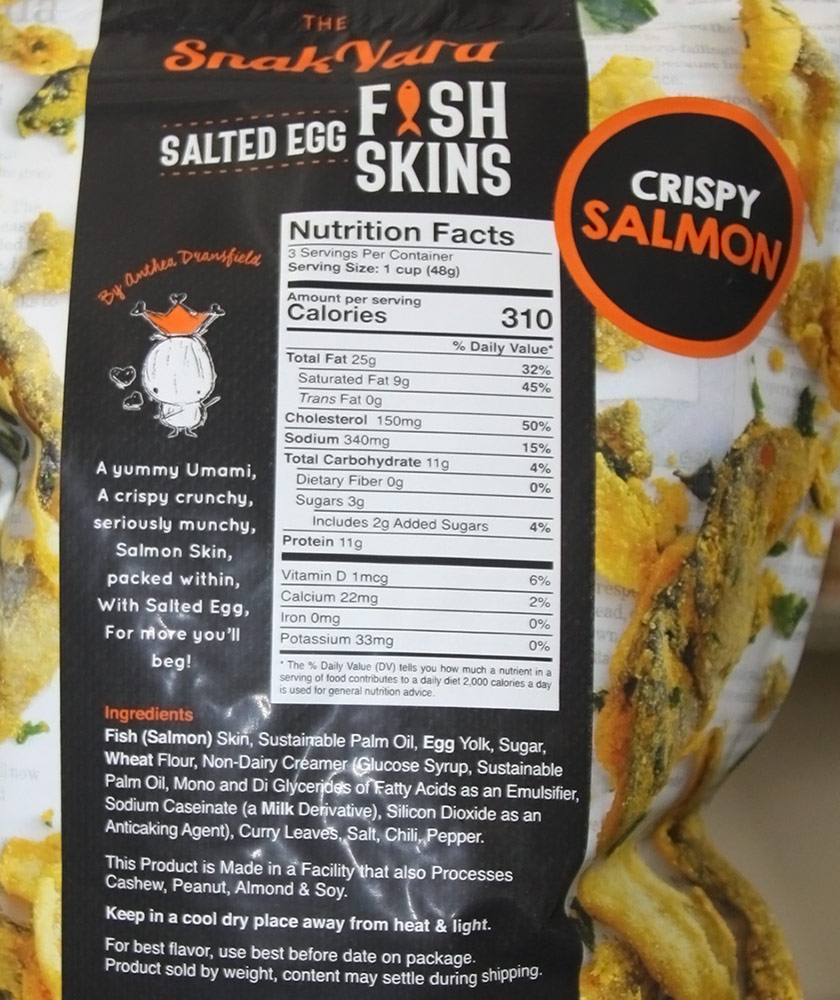 THE
Snak Yard
SALTED EGG FISH
SKINS
CRISPY
SALMON
By Anthea Dransfield
A yummy Umami,
A crispy crunchy,
seriously munchy,
Salmon Skin,
packed within,
With Salted Egg,
For more you'll
beg!
Nutrition Facts
3 Servings Per Container
Serving Size: 1 cup (48g)
Amount per serving
Calories 310
% Daily Value*
Total Fat 25g 32%
Saturated Fat 9g 45%
Trans Fat 0g
Cholesterol 150mg 50%
Sodium 340mg 15%
Total Carbohydrate 11g 4%
Dietary Fiber 0g 0%
Sugars 3g
Includes 2g Added Sugars 4%
Protein 11g
Vitamin D 1mcg 6%
Calcium 22mg 2%
Iron 0mg 0%
Potassium 33mg 0%
* The % Daily Value (DV) tells you how much a nutrient in a
serving of food contributes to a daily diet 2,000 calories a day
is used for general nutrition advice.
Ingredients
Fish (Salmon) Skin, Sustainable Palm Oil, Egg Yolk, Sugar,
Wheat Flour, Non-Dairy Creamer (Glucose Syrup, Sustainable
Palm Oil, Mono and Di Glycerides of Fatty Acids as an Emulsifier,
Sodium Caseinate (a Milk Derivative), Silicon Dioxide as an
Anticaking Agent), Curry Leaves, Salt, Chili, Pepper.
This Product is Made in a Facility that also Processes
Cashew, Peanut, Almond & Soy.
Keep in a cool dry place away from heat & light.
For best flavor, use best before date on package.
Product sold by weight, content may settle during shipping.